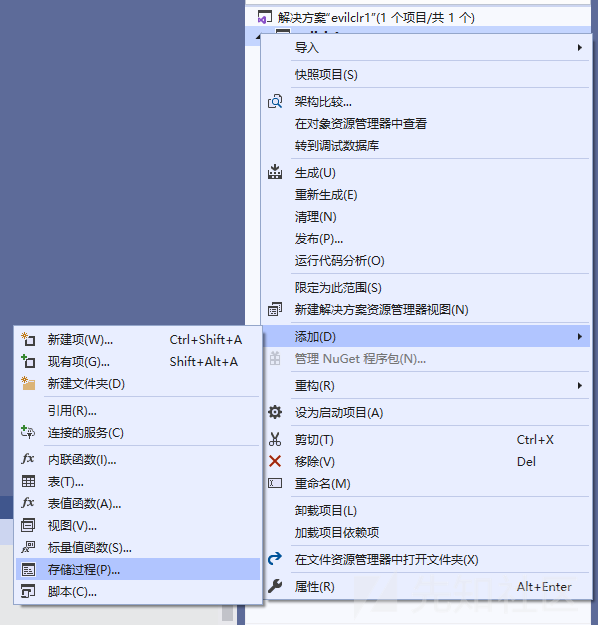 解决方案"evilclr1"(1 个项目/共 1 个)
导入
快照项目(S)
架构比较...
在对象资源管理器中查看
转到调试数据库
生成(U)
重新生成(E)
清理(N)
发布(P)...
运行代码分析(O)
限定为此范围(S)
新建解决方案资源管理器视图(N)
添加(D)
管理 NuGet 程序包(N)...
重构(R)
设为启动项目(A)
剪切(T) Ctrl+X
移除(V) Del
重命名(M)
卸载项目(L)
加载项目依赖项
在文件资源管理器中打开文件夹(X)
属性(R) Alt+Enter
新建项(W)... Ctrl+Shift+A
现有项(G)... Shift+Alt+A
新建文件夹(D)
引用(R)...
连接的服务(C)
内联函数(I)...
表(T)...
表值函数(A)...
视图(V)...
标量值函数(S)...
存储过程(P)...
脚本(C)...